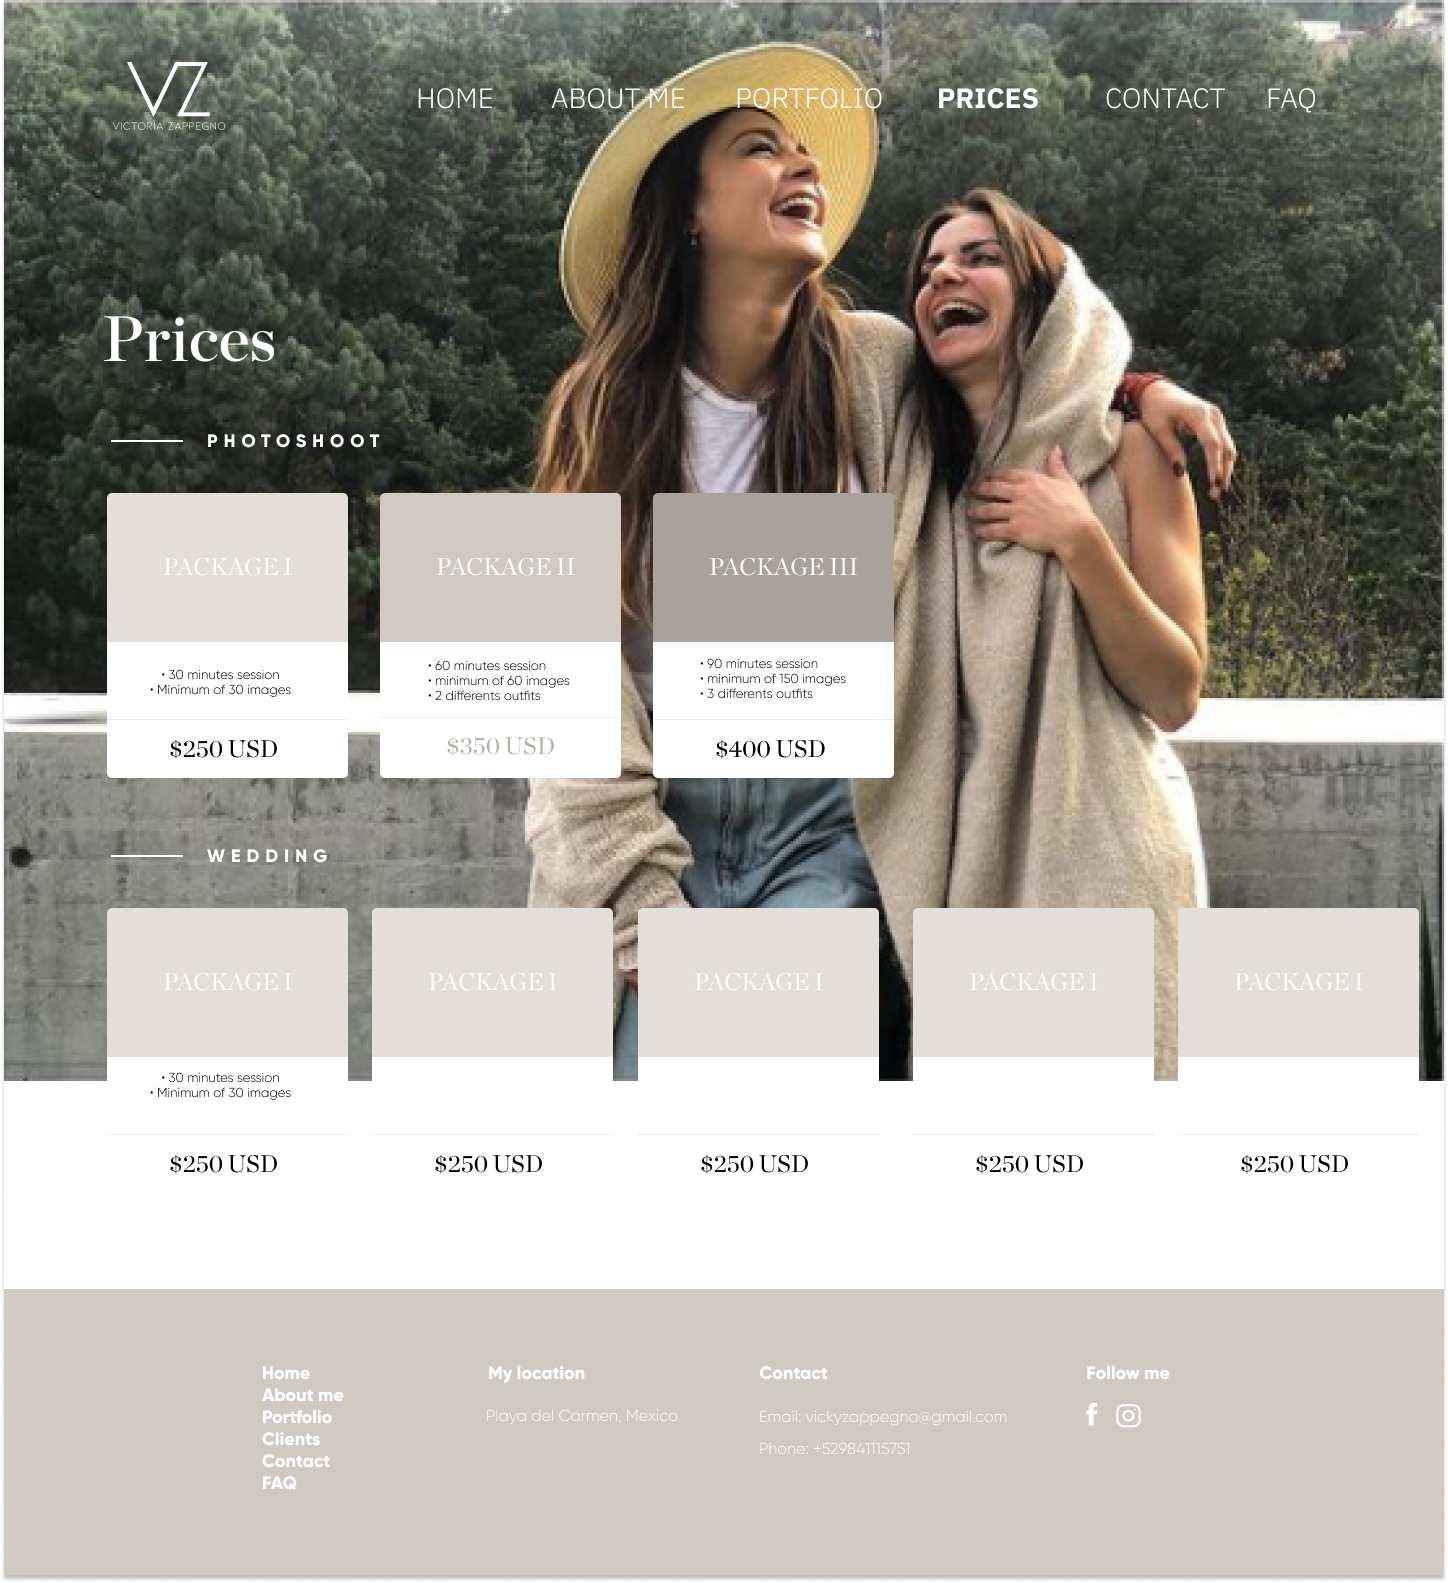 VZ
VICTORIA ZAPPEGNO
HOME ABOUT ME PORTFOLIO PRICES CONTACT FAQ
Prices
PHOTOSHOOT
PACKAGE I
• 30 minutes session
• Minimum of 30 images
$250 USD
PACKAGE II
• 60 minutes session
• minimum of 60 images
• 2 differents outfits
$350 USD
PACKAGE III
• 90 minutes session
• minimum of 150 images
• 3 differents outfits
$400 USD
WEDDING
PACKAGE I
• 30 minutes session
• Minimum of 30 images
$250 USD
PACKAGE I
$250 USD
PACKAGE I
$250 USD
PACKAGE I
$250 USD
PACKAGE I
$250 USD
Home
About me
Portfolio
Clients
Contact
FAQ
My location
Playa del Carmen, Mexico
Contact
Email: vickyzappegno@gmail.com
Phone: +529841115751
Follow me